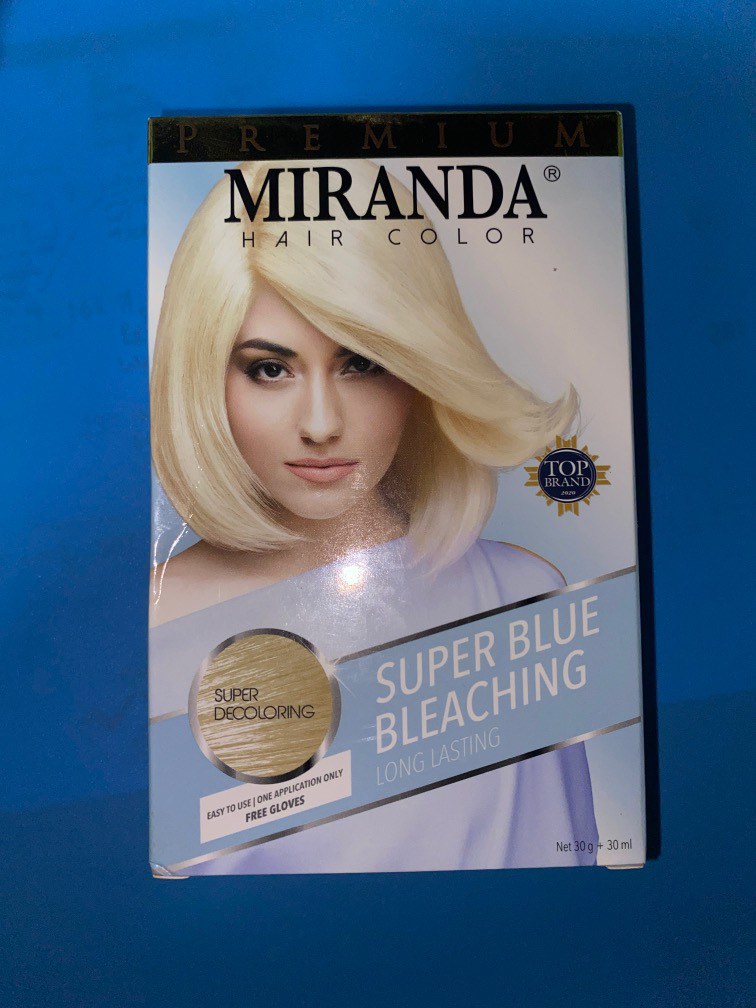 PREMIUM
MIRANDA®
HAIR COLOR
TOP
BRAND
2020
SUPER BLUE
BLEACHING
LONG LASTING
SUPER
DECOLORING
EASY TO USE | ONE APPLICATION ONLY
FREE GLOVES
Net 30 g + 30 ml